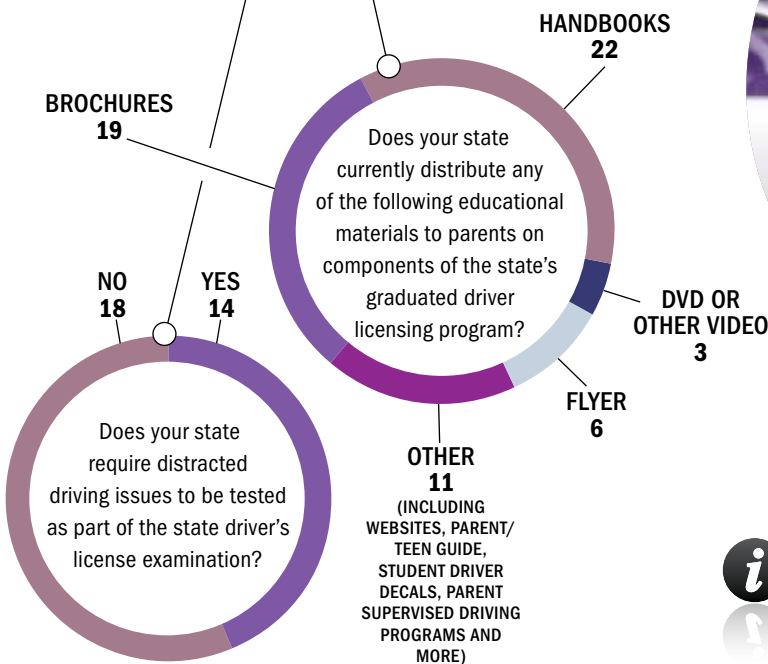 HANDBOOKS
22
BROCHURES
19
Does your state
currently distribute any
of the following educational
materials to parents on
components of the state's
graduated driver
licensing program?
DVD OR
OTHER VIDEO
3
FLYER
6
OTHER
11
(INCLUDING
WEBSITES, PARENT/
TEEN GUIDE,
STUDENT DRIVER
DECALS, PARENT
SUPERVISED DRIVING
PROGRAMS AND
MORE)
NO
18
YES
14
Does your state
require distracted
driving issues to be tested
as part of the state driver's
license examination?
i